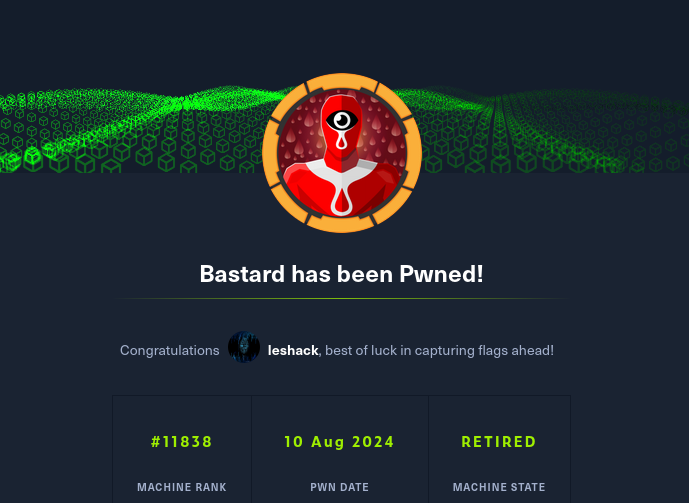 Bastard has been Pwned!
Congratulations leshack, best of luck in capturing flags ahead!
#11838 10 Aug 2024 RETIRED
MACHINE RANK PWN DATE MACHINE STATE